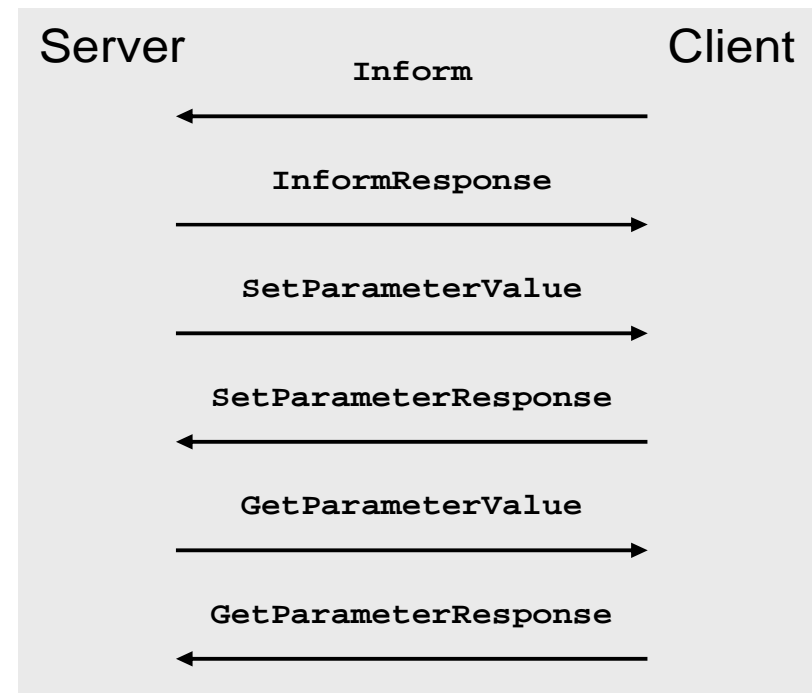 Server
Client
Inform
InformResponse
SetParameterValue
SetParameterResponse
GetParameterValue
GetParameterResponse